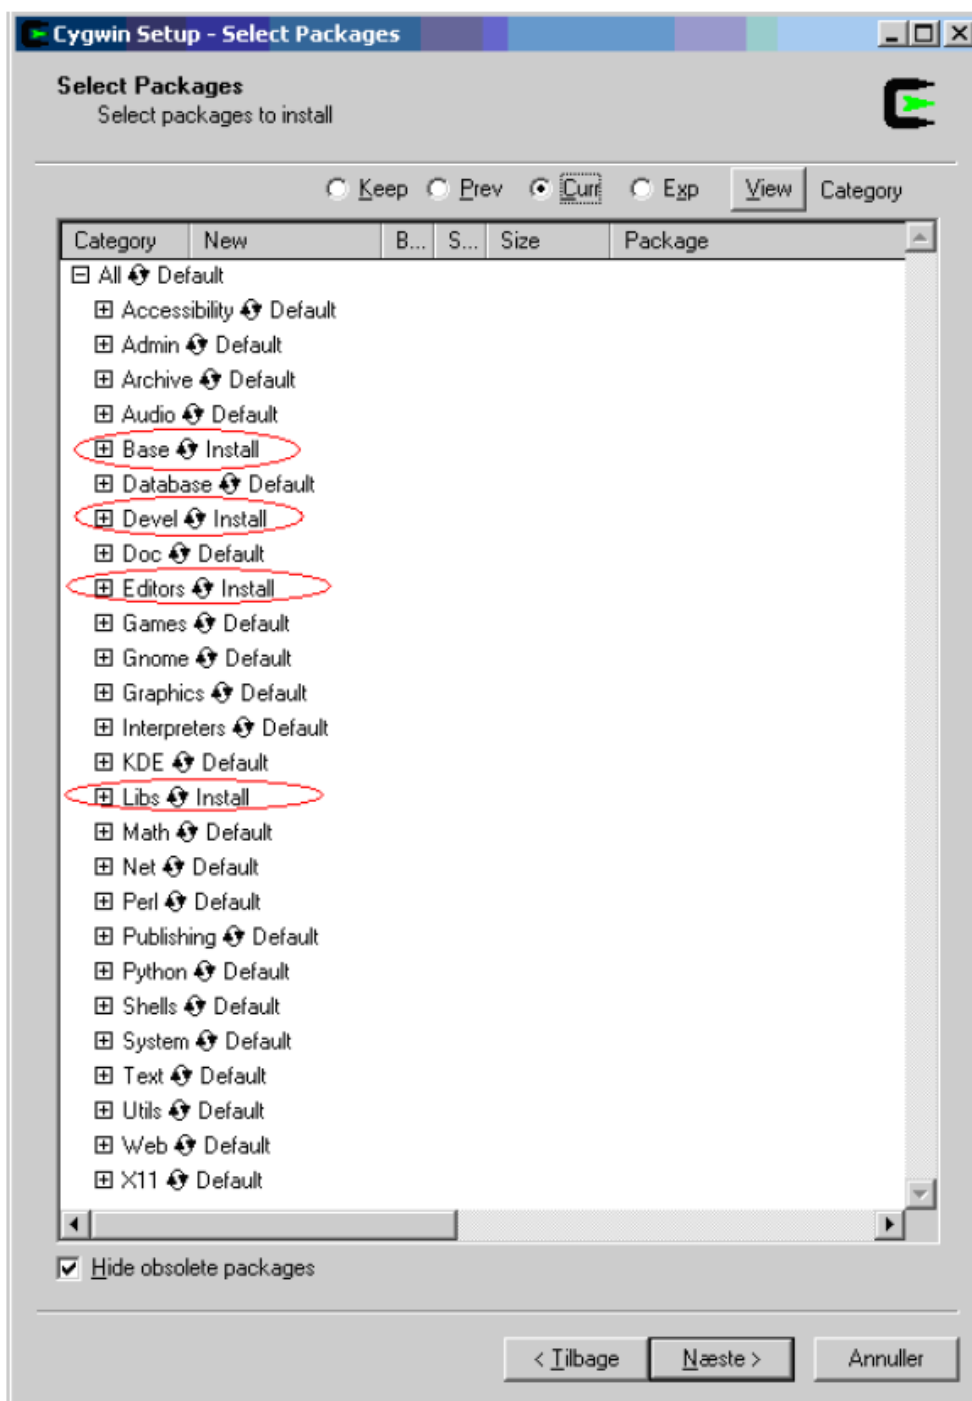 Cygwin Setup - Select Packages
Select Packages
Select packages to install
Keep Prev Curr Exp View Category
Category New B... S... Size Package
All Default
Accessibility Default
Admin Default
Archive Default
Audio Default
Base Install
Database Default
Devel Install
Doc Default
Editors Install
Games Default
Gnome Default
Graphics Default
Interpreters Default
KDE Default
Libs Install
Math Default
Net Default
Perl Default
Publishing Default
Python Default
Shells Default
System Default
Text Default
Utils Default
Web Default
X11 Default
Hide obsolete packages
< Tilbage Næste > Annuller